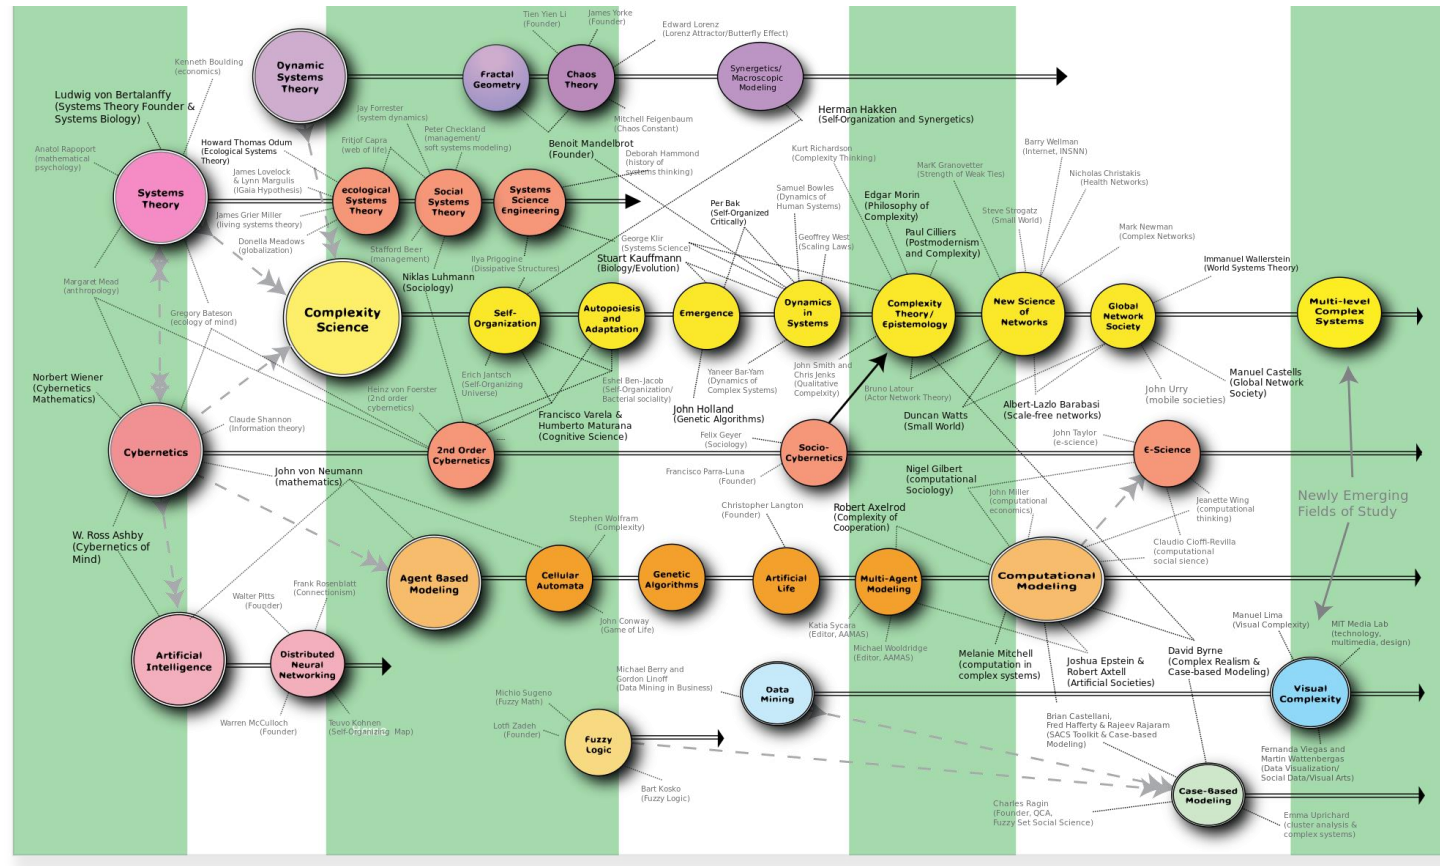 Tien Yien Li
(Founder)
James Yorke
(Founder)
Edward Lorenz
(Lorenz Attractor/Butterfly Effect)
Kenneth Boulding
(economics)
Dynamic
Systems
Theory
Fractal
Geometry
Chaos
Theory
Synergetics/
Macroscopic
Modeling
Ludwig von Bertalanffy
(Systems Theory Founder &
Systems Biology)
Jay Forrester
(system dynamics)
Mitchell Feigenbaum
(Chaos Constant)
Herman Hakken
(Self-Organization and Synergetics)
Anatol Rapoport
(mathematical
psychology)
Howard Thomas Odum
(Ecological Systems
Theory)
Fritjof Capra
(web of life)
Peter Checkland
(management/
soft systems modeling)
Benoit Mandelbrot
(Founder)
Deborah Hammond
(history of
systems thinking)
Kurt Richardson
(Complexity Thinking)
MarK Granovetter
(Strength of Weak Ties)
Barry Wellman
(Internet, INSNN)
Nicholas Christakis
(Health Networks)
James Lovelock
& Lynn Margulis
(IGaia Hypothesis)
Systems
Theory
ecological
Systems
Theory
Social
Systems
Theory
Systems
Science
Engineering
Samuel Bowles
(Dynamics of
Human Systems)
Edgar Morin
(Philosophy of
Complexity)
Per Bak
(Self-Organized
Critically)
James Grier Miller
(living systems theory)
Steve Strogatz
(Small World)
Mark Newman
(Complex Networks)
Donella Meadows
(globalization)
Stafford Beer
(management)
George Klir
(Systems Science)
Geoffrey West
(Scaling Laws)
Paul Cilliers
(Postmodernism
and Complexity)
Ilya Prigogine
(Dissipative Structures)
Stuart Kauffmann
(Biology/Evolution)
Immanuel Wallerstein
(World Systems Theory)
Margaret Mead
(anthropology)
Niklas Luhmann
(Sociology)
Gregory Bateson
(ecology of mind)
Complexity
Science
Self-
Organization
Autopoiesis
and
Adaptation
Emergence
Dynamics
in
Systems
Complexity
Theory/
Epistemology
New Science
of
Networks
Global
Network
Society
Multi-level
Complex
Systems
Norbert Wiener
(Cybernetics
Mathematics)
Heinz von Foerster
(2nd order
cybernetics)
Erich Jantsch
(Self-Organizing
Universe)
Eshel Ben-Jacob
(Self-Organization/
Bacterial sociality)
Yaneer Bar-Yam
(Dynamics of
Complex Systems)
John Smith and
Chris Jenks
(Qualitative
Compelxity)
Bruno Latour
(Actor Network Theory)
John Urry
(mobile societies)
Manuel Castells
(Global Network
Society)
Claude Shannon
(Information theory)
Francisco Varela &
Humberto Maturana
(Cognitive Science)
John Holland
(Genetic Algorithms)
Duncan Watts
(Small World)
Albert-Lazlo Barabasi
(Scale-free networks)
Cybernetics
2nd Order
Cybernetics
Felix Geyer
(Sociology)
Socio-
Cybernetics
John Taylor
(e-science)
E-Science
Francisco Parra-Luna
(Founder)
John von Neumann
(mathematics)
Nigel Gilbert
(computational
Sociology)
John Miller
(computational
economics)
Jeanette Wing
(computational
thinking)
Newly Emerging
Fields of Study
Christopher Langton
(Founder)
Robert Axelrod
(Complexity of
Cooperation)
Stephen Wolfram
(Complexity)
W. Ross Ashby
(Cybernetics of
Mind)
Claudio Cioffi-Revilla
(computational
social sience)
Agent Based
Modeling
Cellular
Automata
Genetic
Algorithms
Artificial
Life
Multi-Agent
Modeling
Computational
Modeling
Frank Rosenblatt
(Connectionism)
Walter Pitts
(Founder)
John Conway
(Game of Life)
Katia Sycara
(Editor, AAMAS)
Michael Wooldridge
(Editor, AAMAS)
Manuel Lima
(Visual Complexity)
MIT Media Lab
(technology,
multimedia, design)
Artificial
Intelligence
Distributed
Neural
Networking
Michael Berry and
Gordon Linoff
(Data Mining in Business)
Data
Mining
Melanie Mitchell
(computation in
complex systems)
Joshua Epstein &
Robert Axtell
(Artificial Societies)
David Byrne
(Complex Realism &
Case-based Modeling)
Visual
Complexity
Warren McCulloch
(Founder)
Teuvo Kohnen
(Self-Organizing Map)
Michio Sugeno
(Fuzzy Math)
Lotfi Zadeh
(Founder)
Fuzzy
Logic
Brian Castellani,
Fred Hafferty & Rajeev Rajaram
(SACS Toolkit & Case-based
Modeling)
Fernanda Viegas and
Martin Wattenbergas
(Data Visualization/
Social Data/Visual Arts)
Bart Kosko
(Fuzzy Logic)
Case-Based
Modeling
Charles Ragin
(Founder, QCA,
Fuzzy Set Social Science)
Emma Uprichard
(cluster analysis &
complex systems)